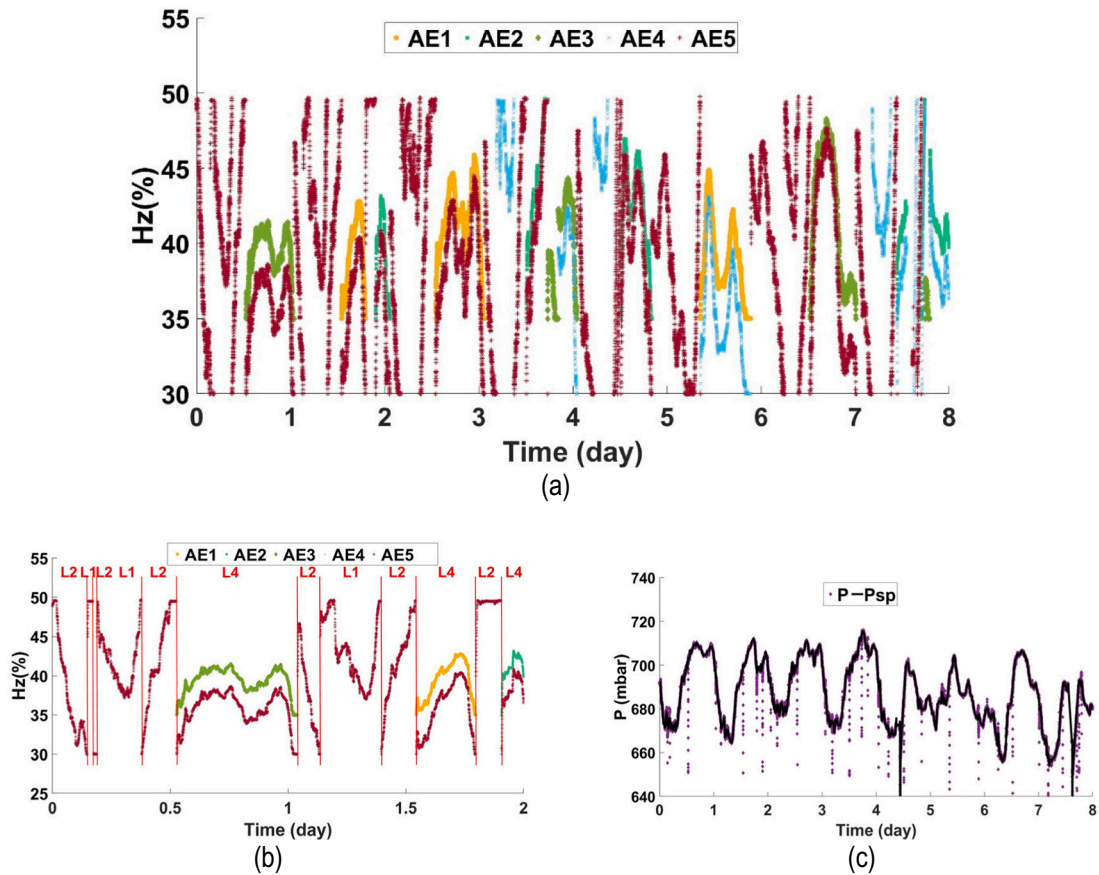 55
50
45
40
35
30
Hz(%)
AE1 AE2 AE3 AE4 AE5
0 1 2 3 4 5 6 7 8
Time (day)
(a)
55
50
45
40
35
30
25
Hz(%)
AE1 AE2 AE3 AE4 AE5
L2 L1 L2 L1 L2 L4 L2 L1 L2 L4 L2 L4
0 0.5 1 1.5 2
Time (day)
(b)
740
720
700
680
660
640
P (mbar)
P Psp
0 1 2 3 4 5 6 7 8
Time (day)
(c)